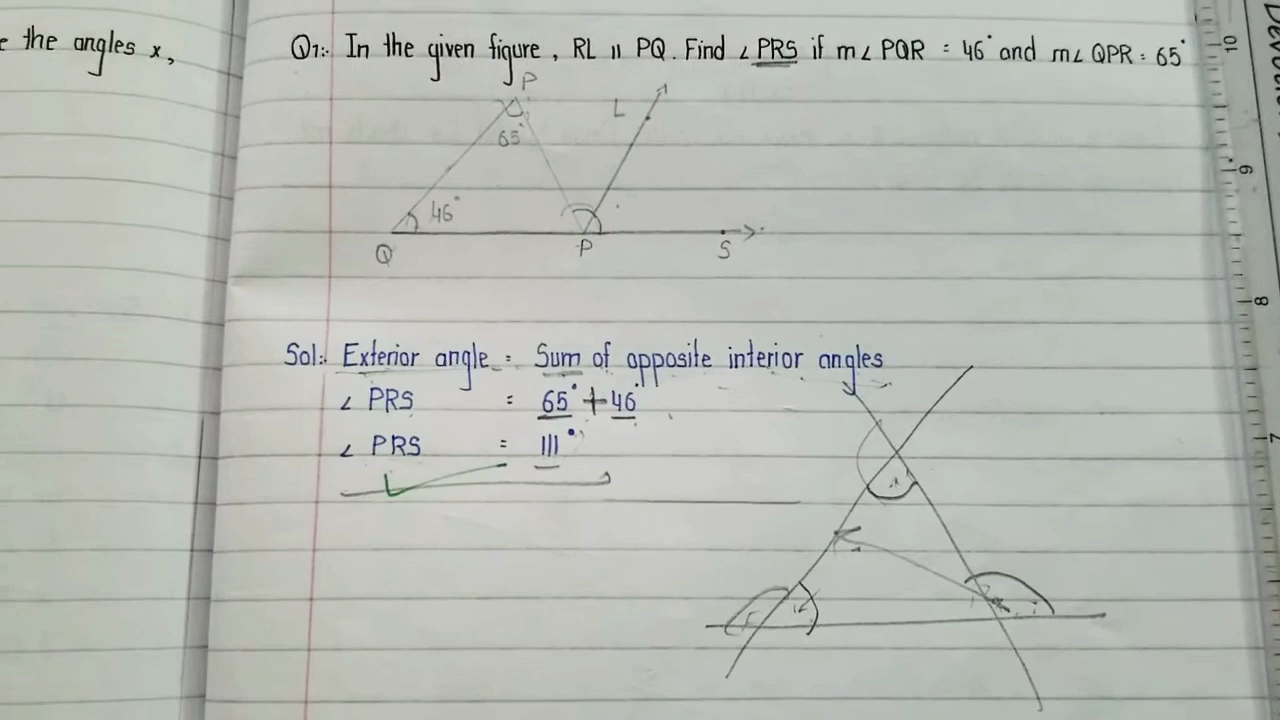 e the angles x,
Q7:- In the given figure, RL || PQ. Find ∠PRS if m∠PQR = 46° and m∠QPR = 65°
P
L
65°
46°
Q
P
S
Sol:- Exterior angle = Sum of opposite interior angles
∠ PRS = 65° + 46°
∠ PRS = 111°
10
9
8
7